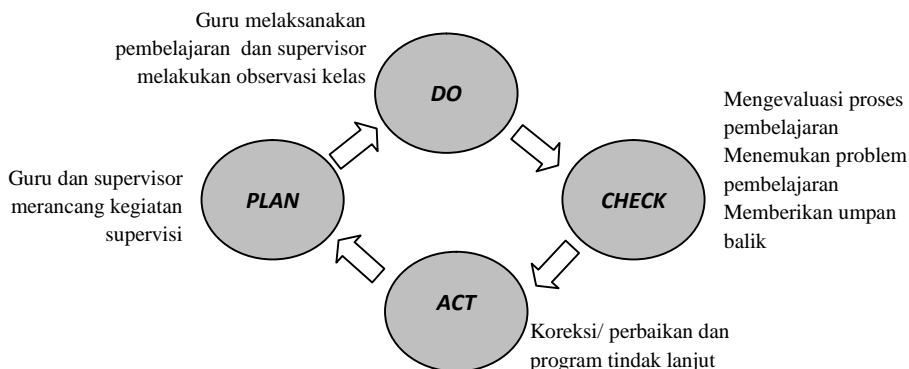 Guru melaksanakan
pembelajaran dan supervisor
melakukan observasi kelas
DO
Mengevaluasi proses
pembelajaran
Menemukan problem
pembelajaran
Memberikan umpan
balik
CHECK
Guru dan supervisor
merancang kegiatan
supervisi
PLAN
ACT
Koreksi/ perbaikan dan
program tindak lanjut